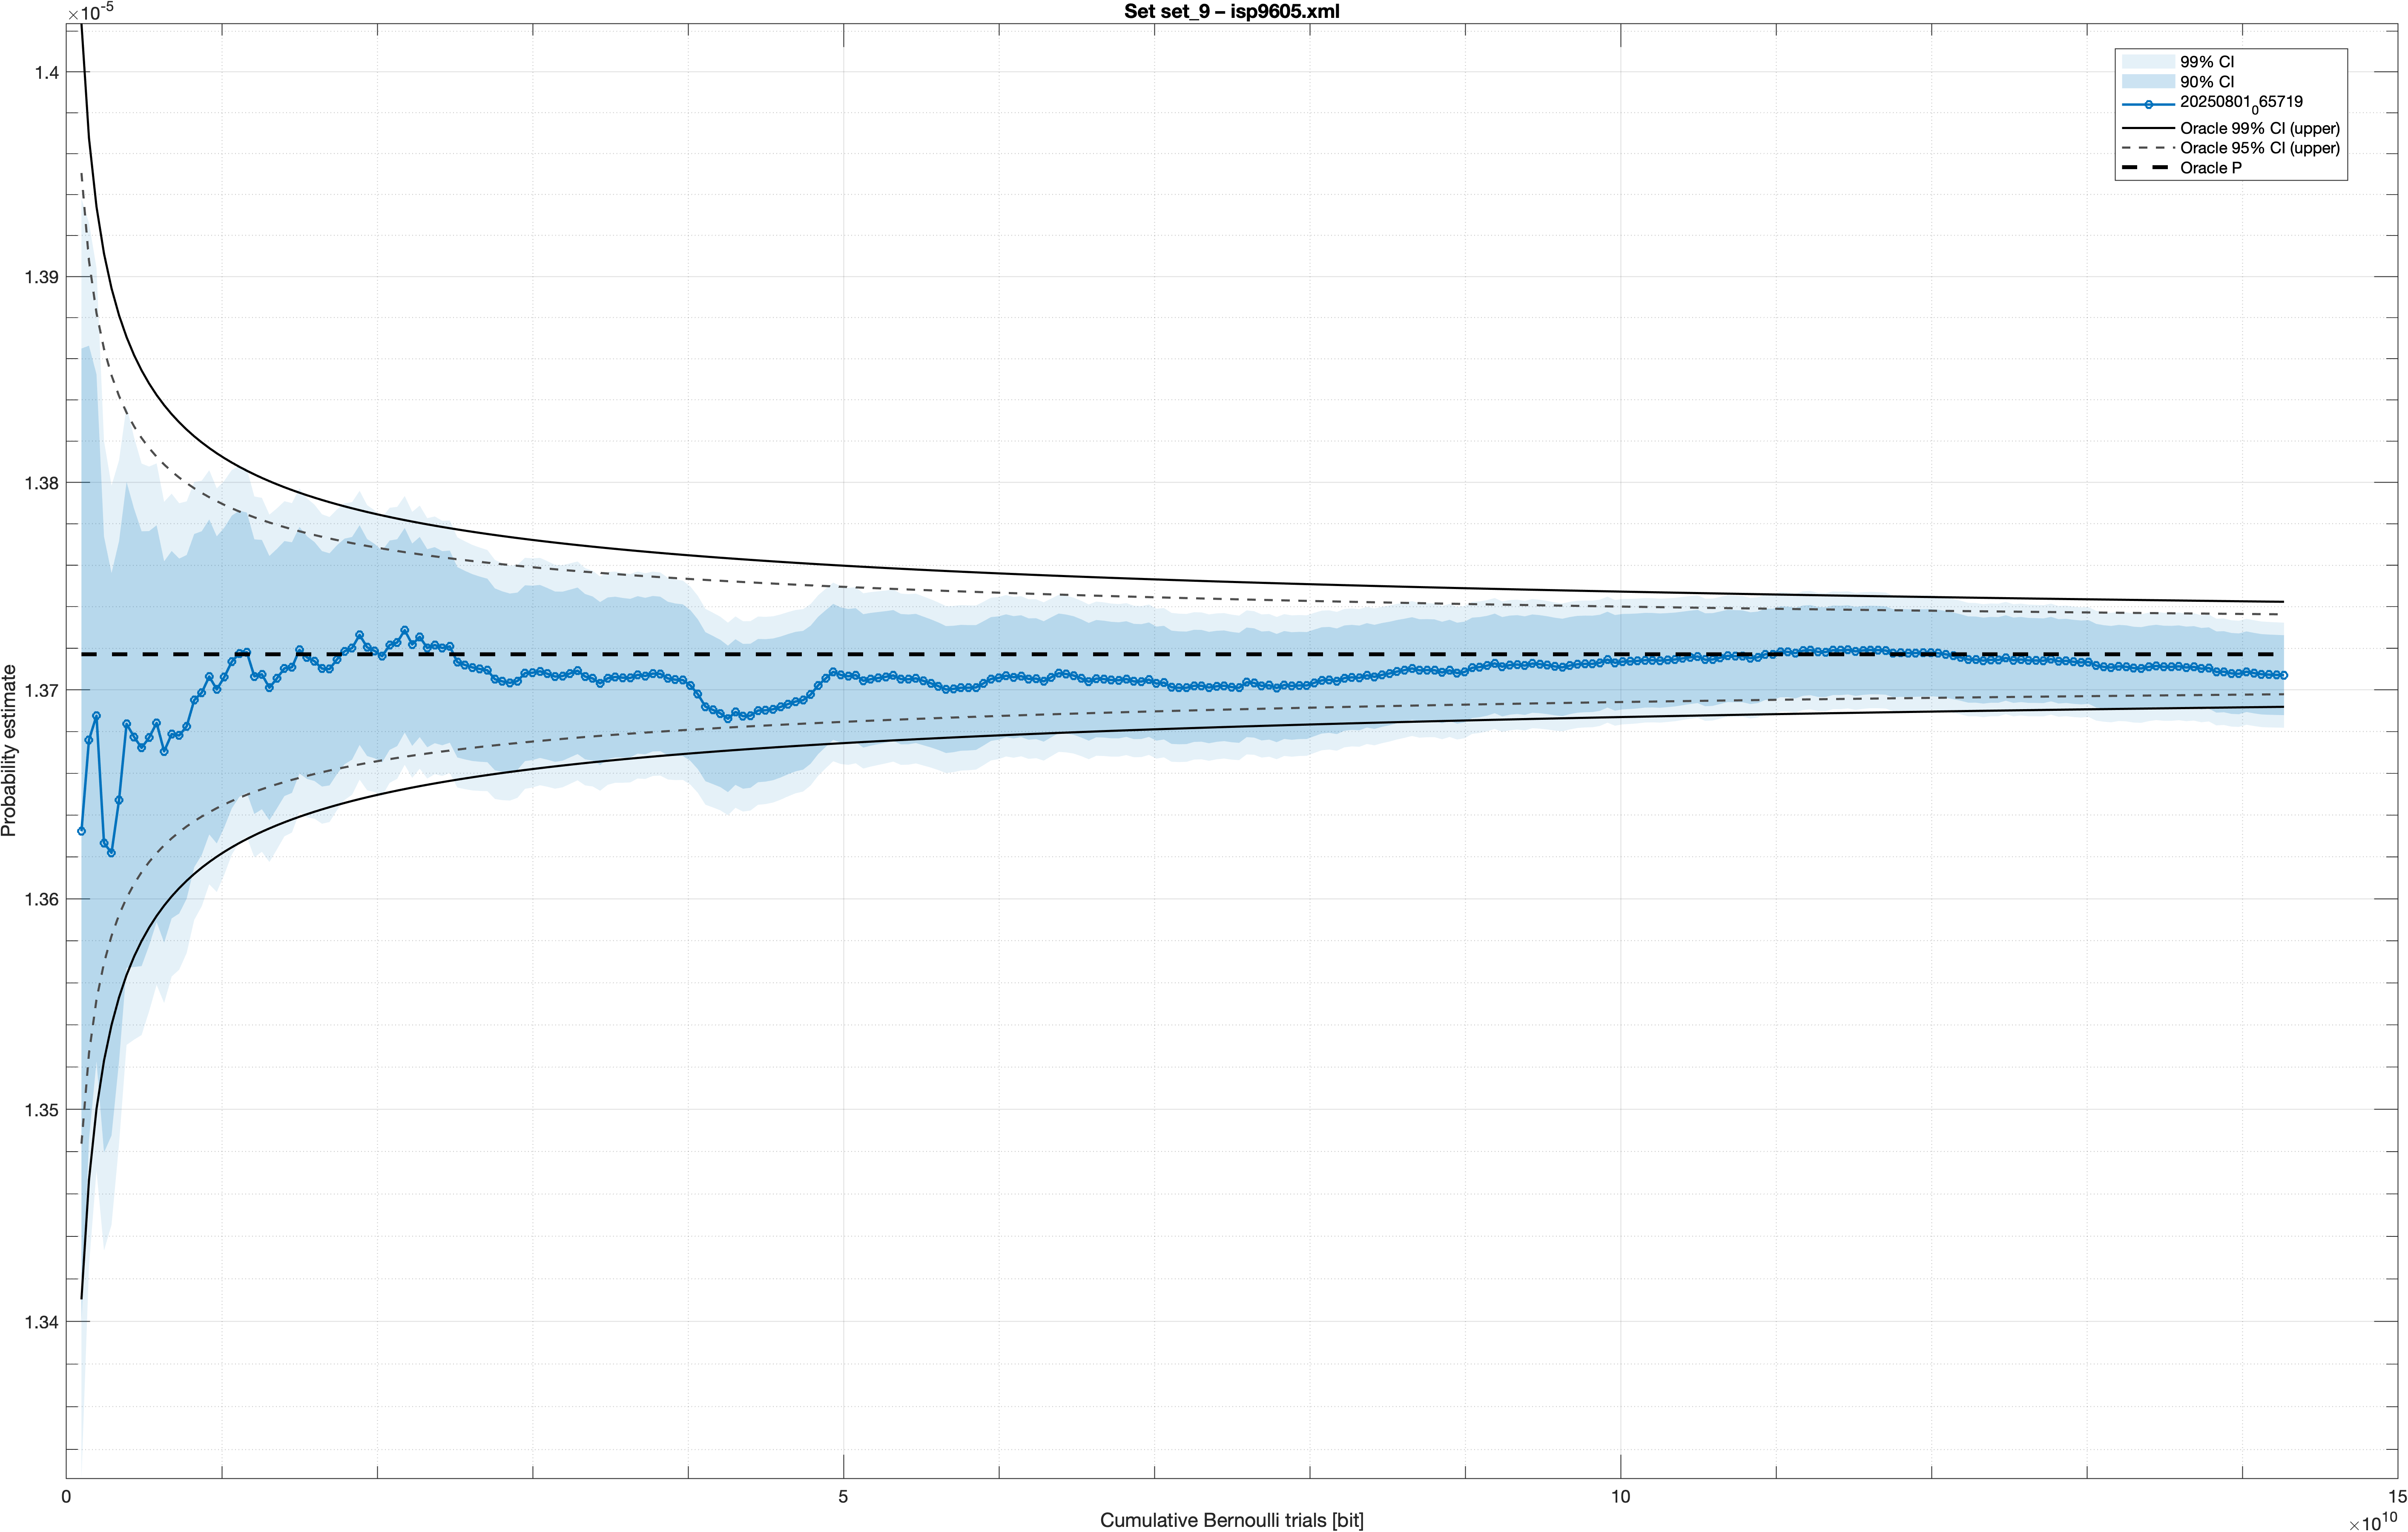 Set set_9 – isp9605.xml
×10-5
1.4
1.39
1.38
1.37
1.36
1.35
1.34
Probability estimate
99% CI
90% CI
20250801065719
Oracle 99% CI (upper)
Oracle 95% CI (upper)
Oracle P
0
5
10
15
×1010
Cumulative Bernoulli trials [bit]